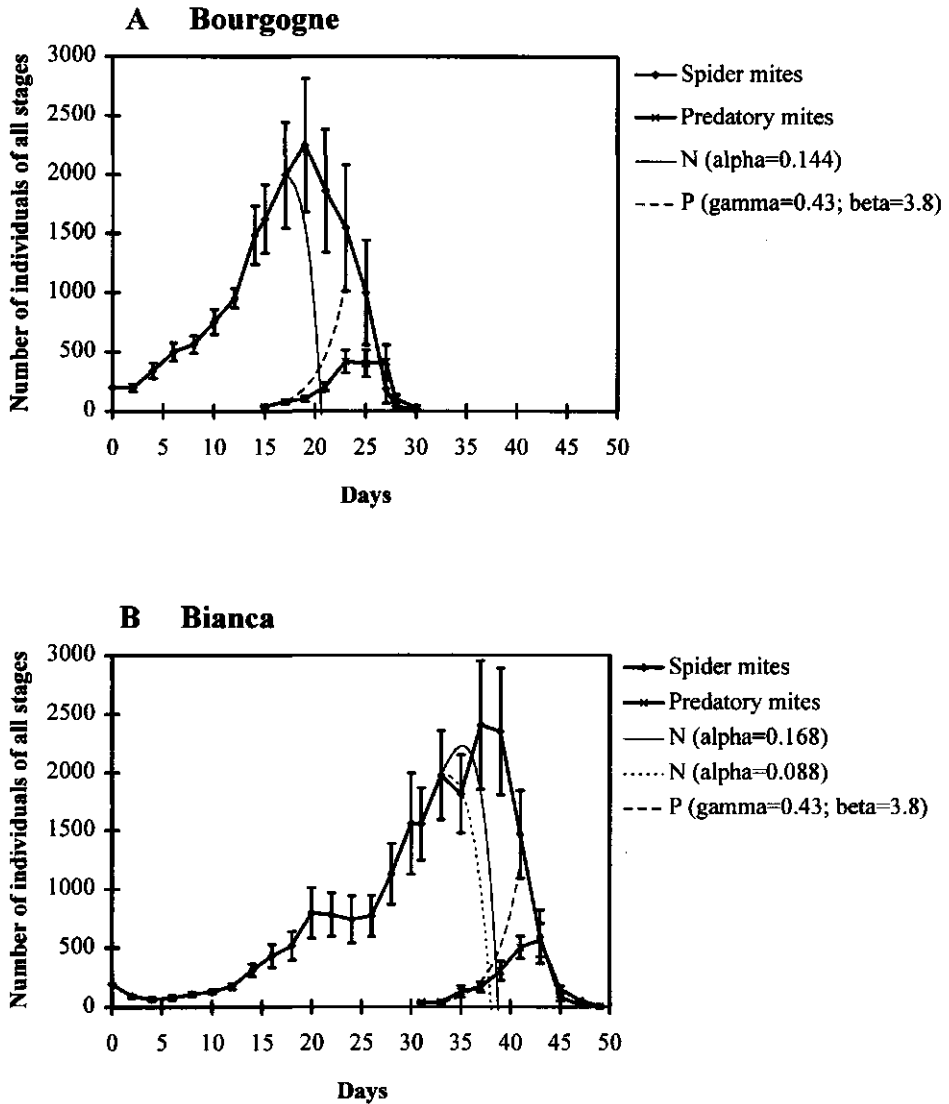 A Bourgogne
3000
2500
2000
1500
1000
500
0
Number of individuals of all stages
0 5 10 15 20 25 30 35 40 45 50
Days
Spider mites
Predatory mites
N (alpha=0.144)
P (gamma=0.43; beta=3.8)
B Bianca
3000
2500
2000
1500
1000
500
0
Number of individuals of all stages
0 5 10 15 20 25 30 35 40 45 50
Days
Spider mites
Predatory mites
N (alpha=0.168)
N (alpha=0.088)
P (gamma=0.43; beta=3.8)